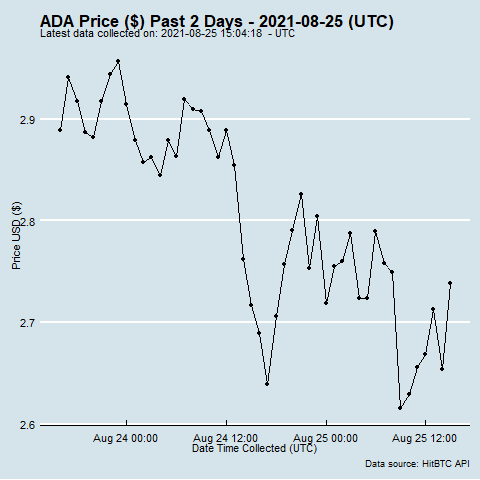 ADA Price ($) Past 2 Days - 2021-08-25 (UTC)
Latest data collected on: 2021-08-25 15:04:18  - UTC
2.9
2.8
2.7
2.6
Price USD ($)
Aug 24 00:00 Aug 24 12:00 Aug 25 00:00 Aug 25 12:00
Date Time Collected (UTC)
Data source: HitBTC API